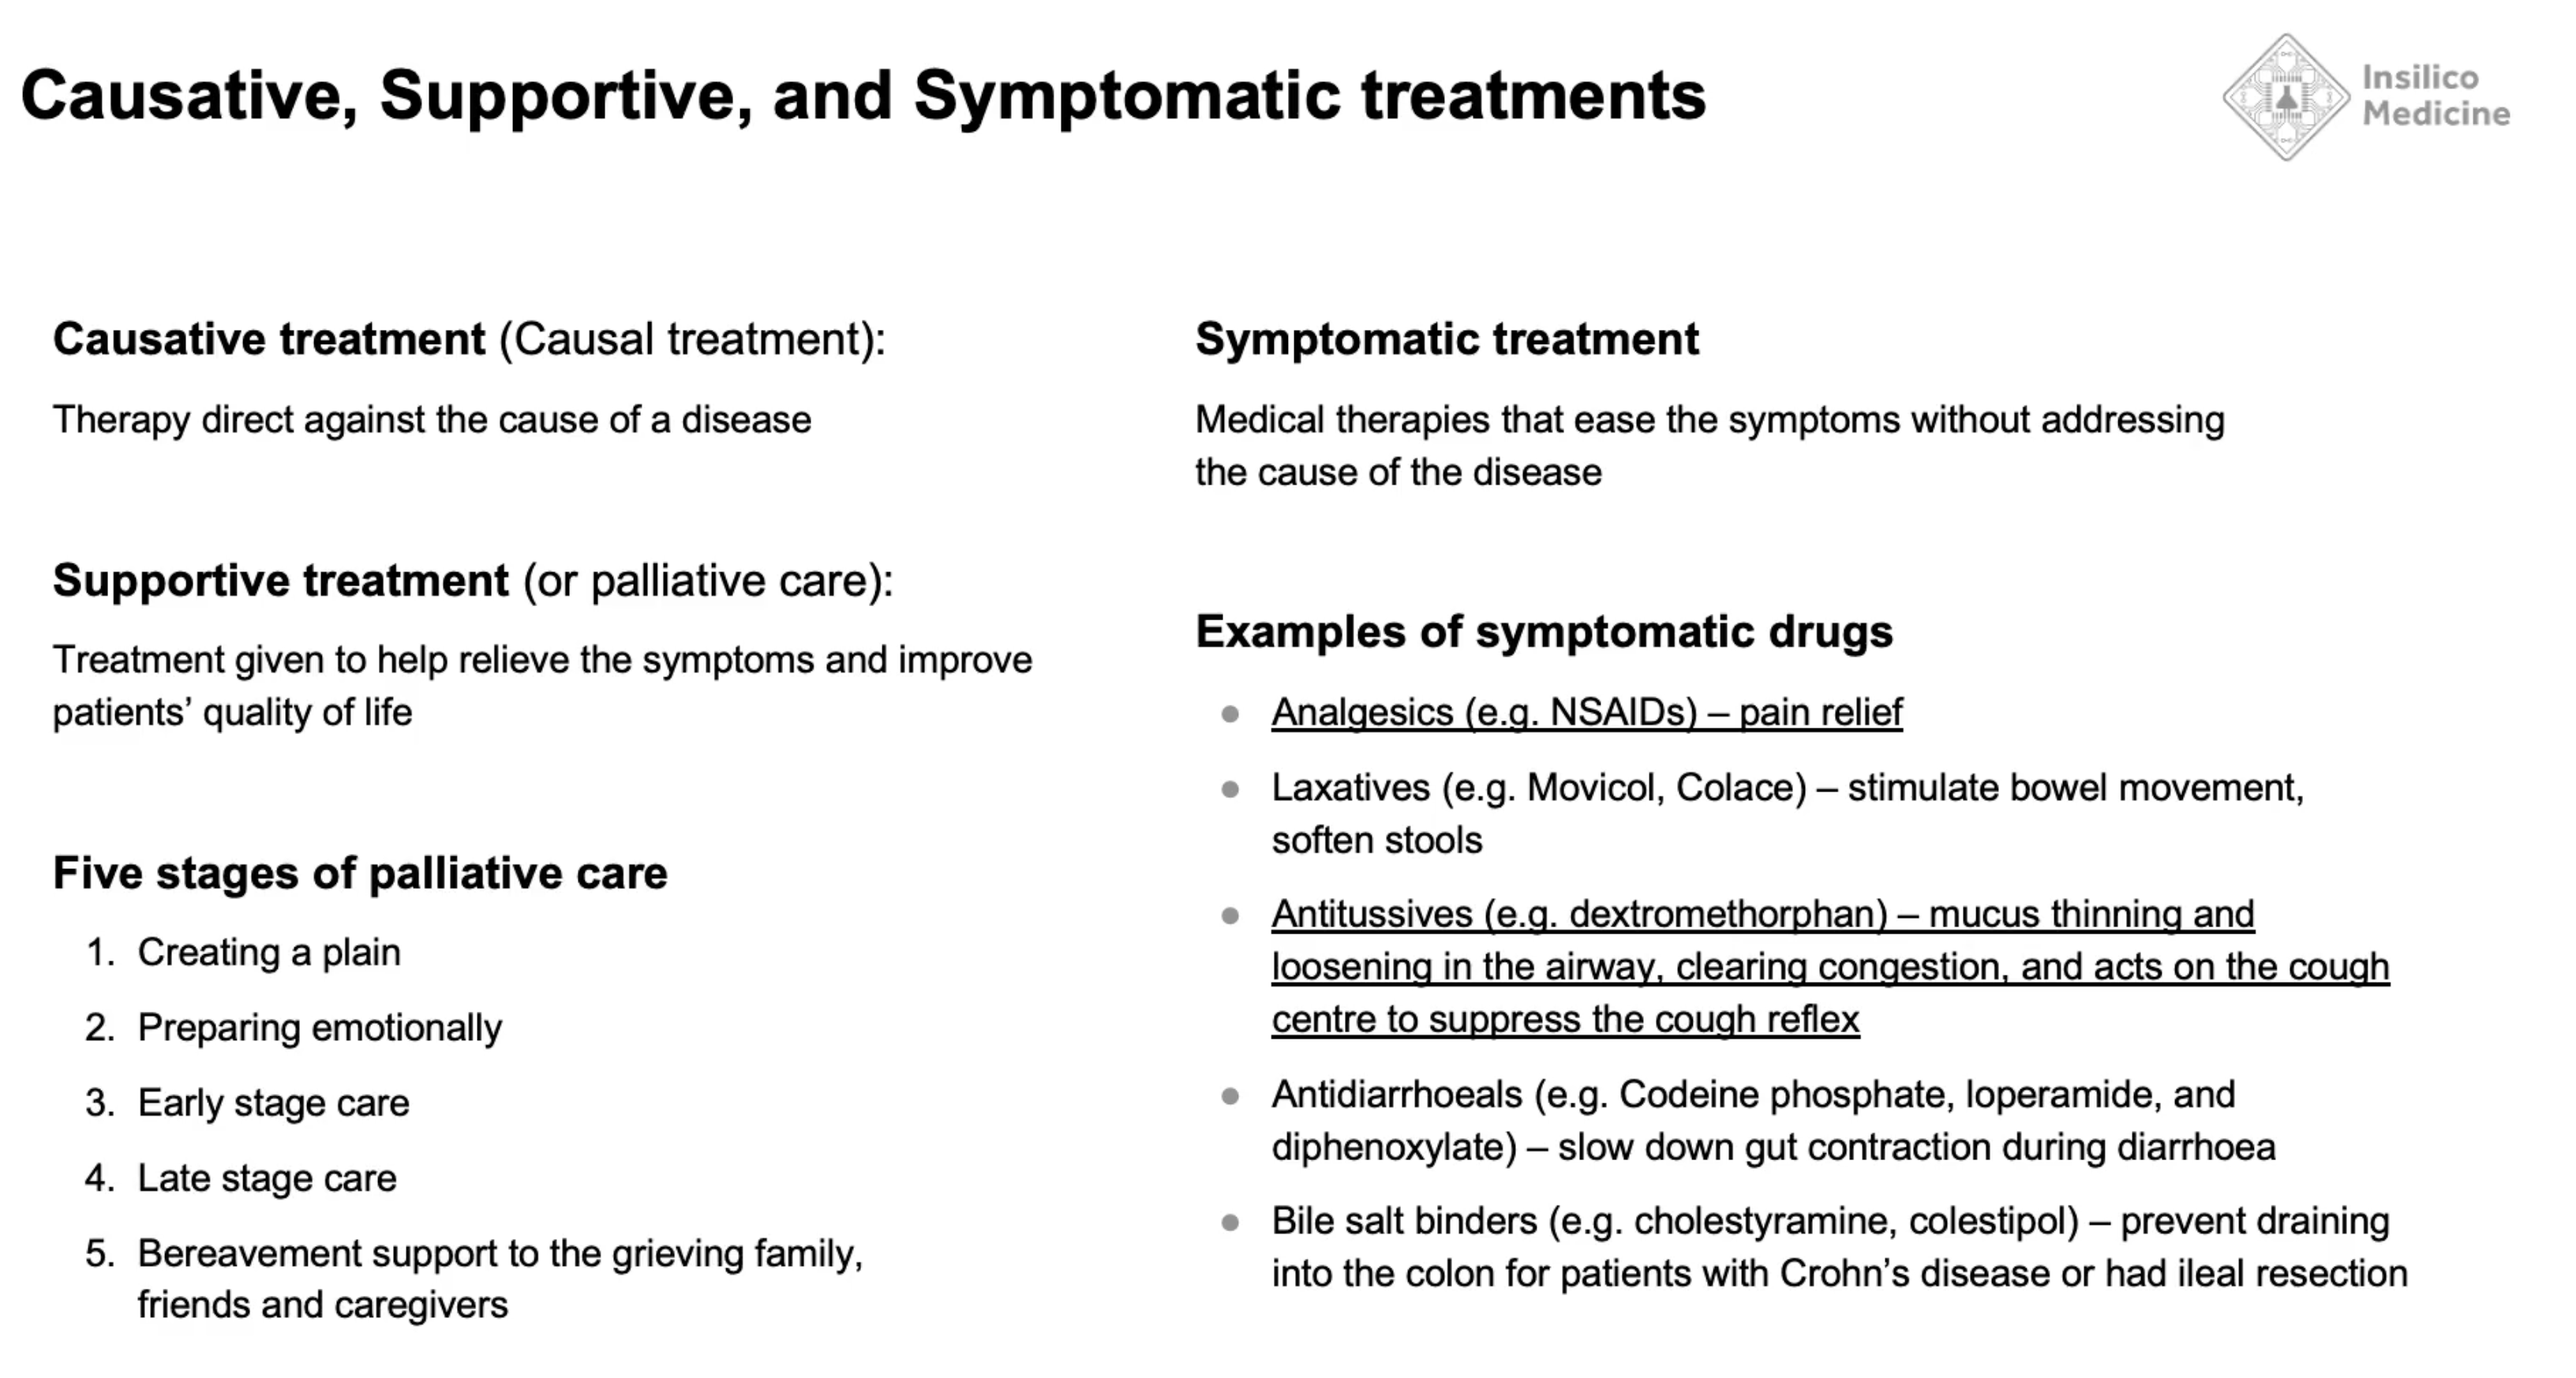 Causative, Supportive, and Symptomatic treatments
Insilico
Medicine
Causative treatment (Causal treatment):
Therapy direct against the cause of a disease
Supportive treatment (or palliative care):
Treatment given to help relieve the symptoms and improve
patients’ quality of life
Five stages of palliative care
1. Creating a plain
2. Preparing emotionally
3. Early stage care
4. Late stage care
5. Bereavement support to the grieving family,
friends and caregivers
Symptomatic treatment
Medical therapies that ease the symptoms without addressing
the cause of the disease
Examples of symptomatic drugs
● Analgesics (e.g. NSAIDs) – pain relief
● Laxatives (e.g. Movicol, Colace) – stimulate bowel movement,
soften stools
● Antitussives (e.g. dextromethorphan) – mucus thinning and
loosening in the airway, clearing congestion, and acts on the cough
centre to suppress the cough reflex
● Antidiarrhoeals (e.g. Codeine phosphate, loperamide, and
diphenoxylate) – slow down gut contraction during diarrhoea
● Bile salt binders (e.g. cholestyramine, colestipol) – prevent draining
into the colon for patients with Crohn’s disease or had ileal resection